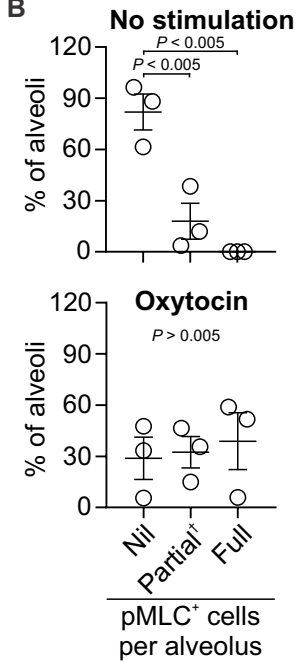 B
No stimulation
P < 0.005
P < 0.005
120
90
60
30
0
% of alveoli
Oxytocin
P > 0.005
120
90
60
30
0
% of alveoli
Nil
Partial†
Full
pMLC⁺ cells
per alveolus